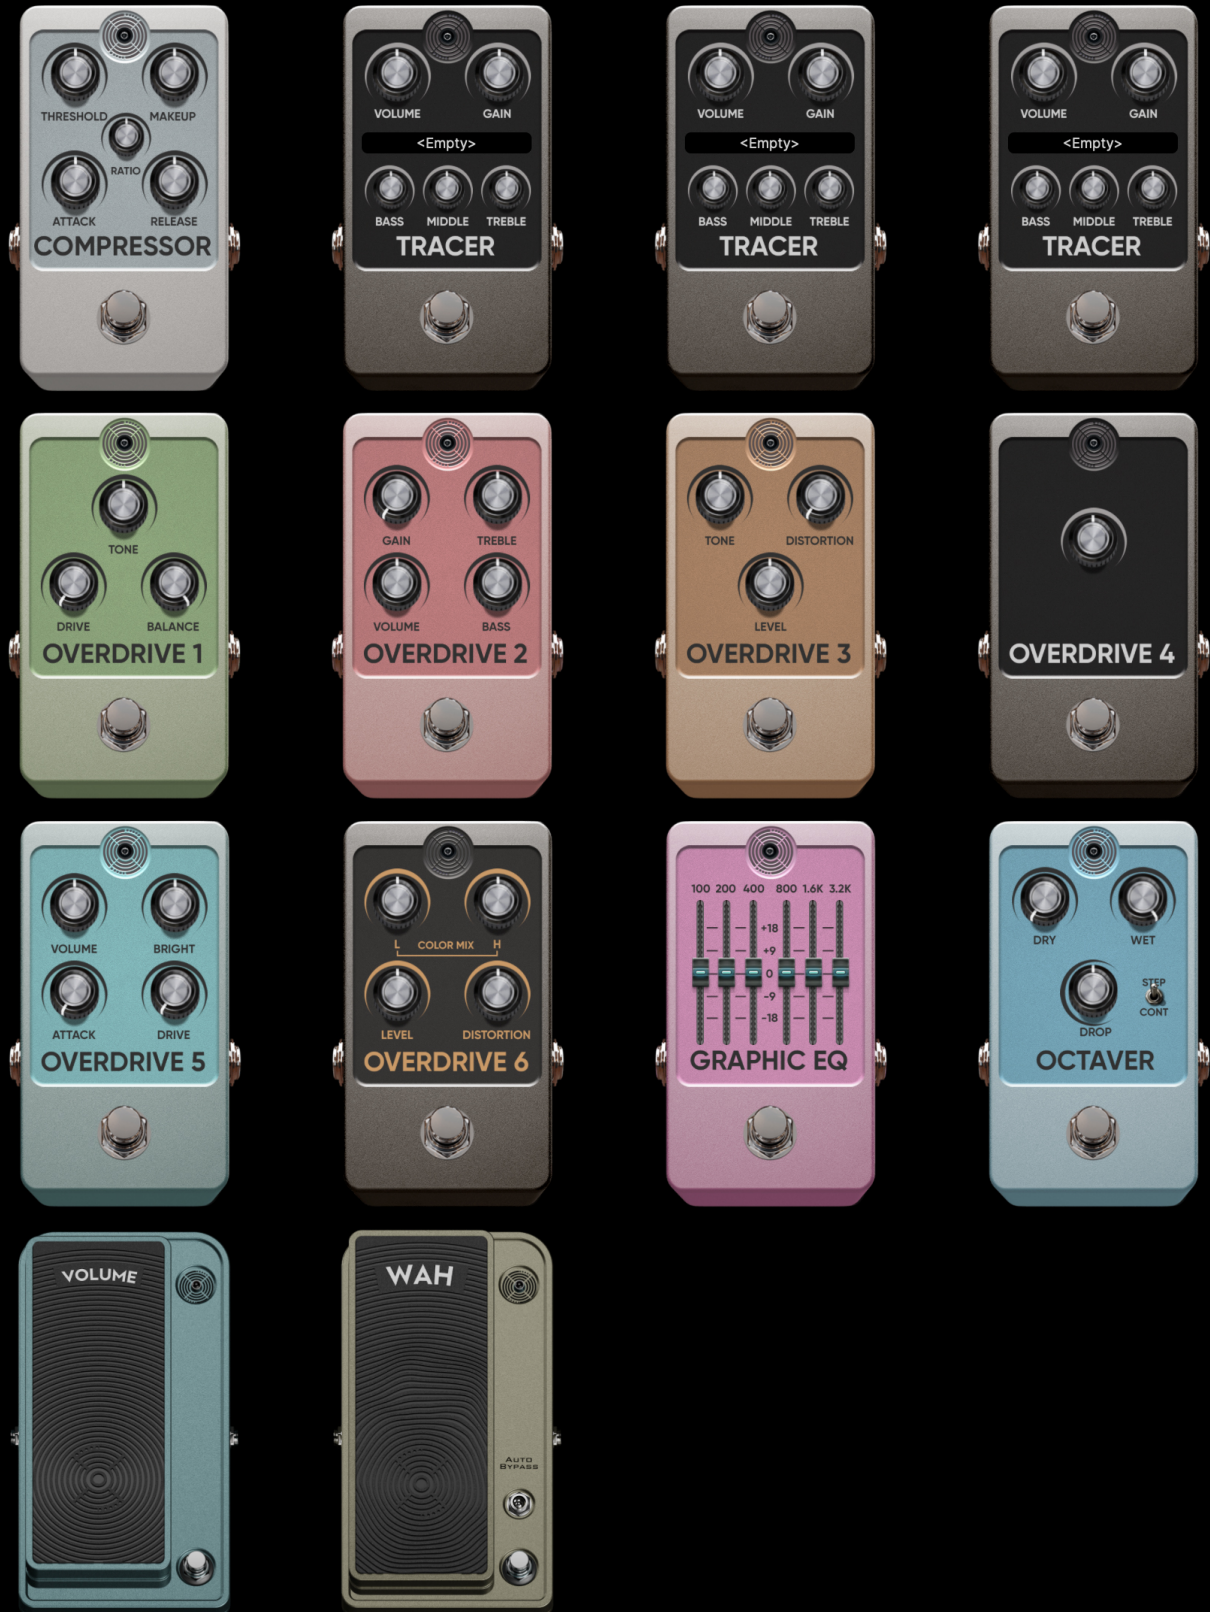 THRESHOLD MAKEUP
RATIO
ATTACK RELEASE
COMPRESSOR
VOLUME GAIN
<Empty>
BASS MIDDLE TREBLE
TRACER
VOLUME GAIN
<Empty>
BASS MIDDLE TREBLE
TRACER
VOLUME GAIN
<Empty>
BASS MIDDLE TREBLE
TRACER
TONE
DRIVE BALANCE
OVERDRIVE 1
GAIN TREBLE
VOLUME BASS
OVERDRIVE 2
TONE DISTORTION
LEVEL
OVERDRIVE 3
OVERDRIVE 4
VOLUME BRIGHT
ATTACK DRIVE
OVERDRIVE 5
L COLOR MIX H
LEVEL DISTORTION
OVERDRIVE 6
100 200 400 800 1.6K 3.2K
+18
+9
0
-9
-18
GRAPHIC EQ
DRY WET
STEP
CONT
DROP
OCTAVER
VOLUME
WAH
AUTO
BYPASS